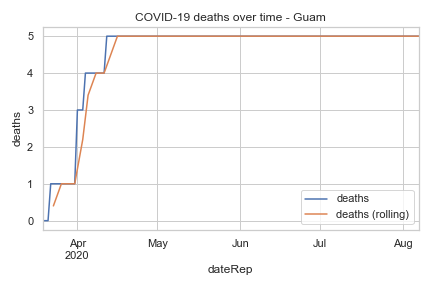 COVID-19 deaths over time - Guam
deaths
5
4
3
2
1
0
deaths
deaths (rolling)
Apr
2020
May
Jun
Jul
Aug
dateRep